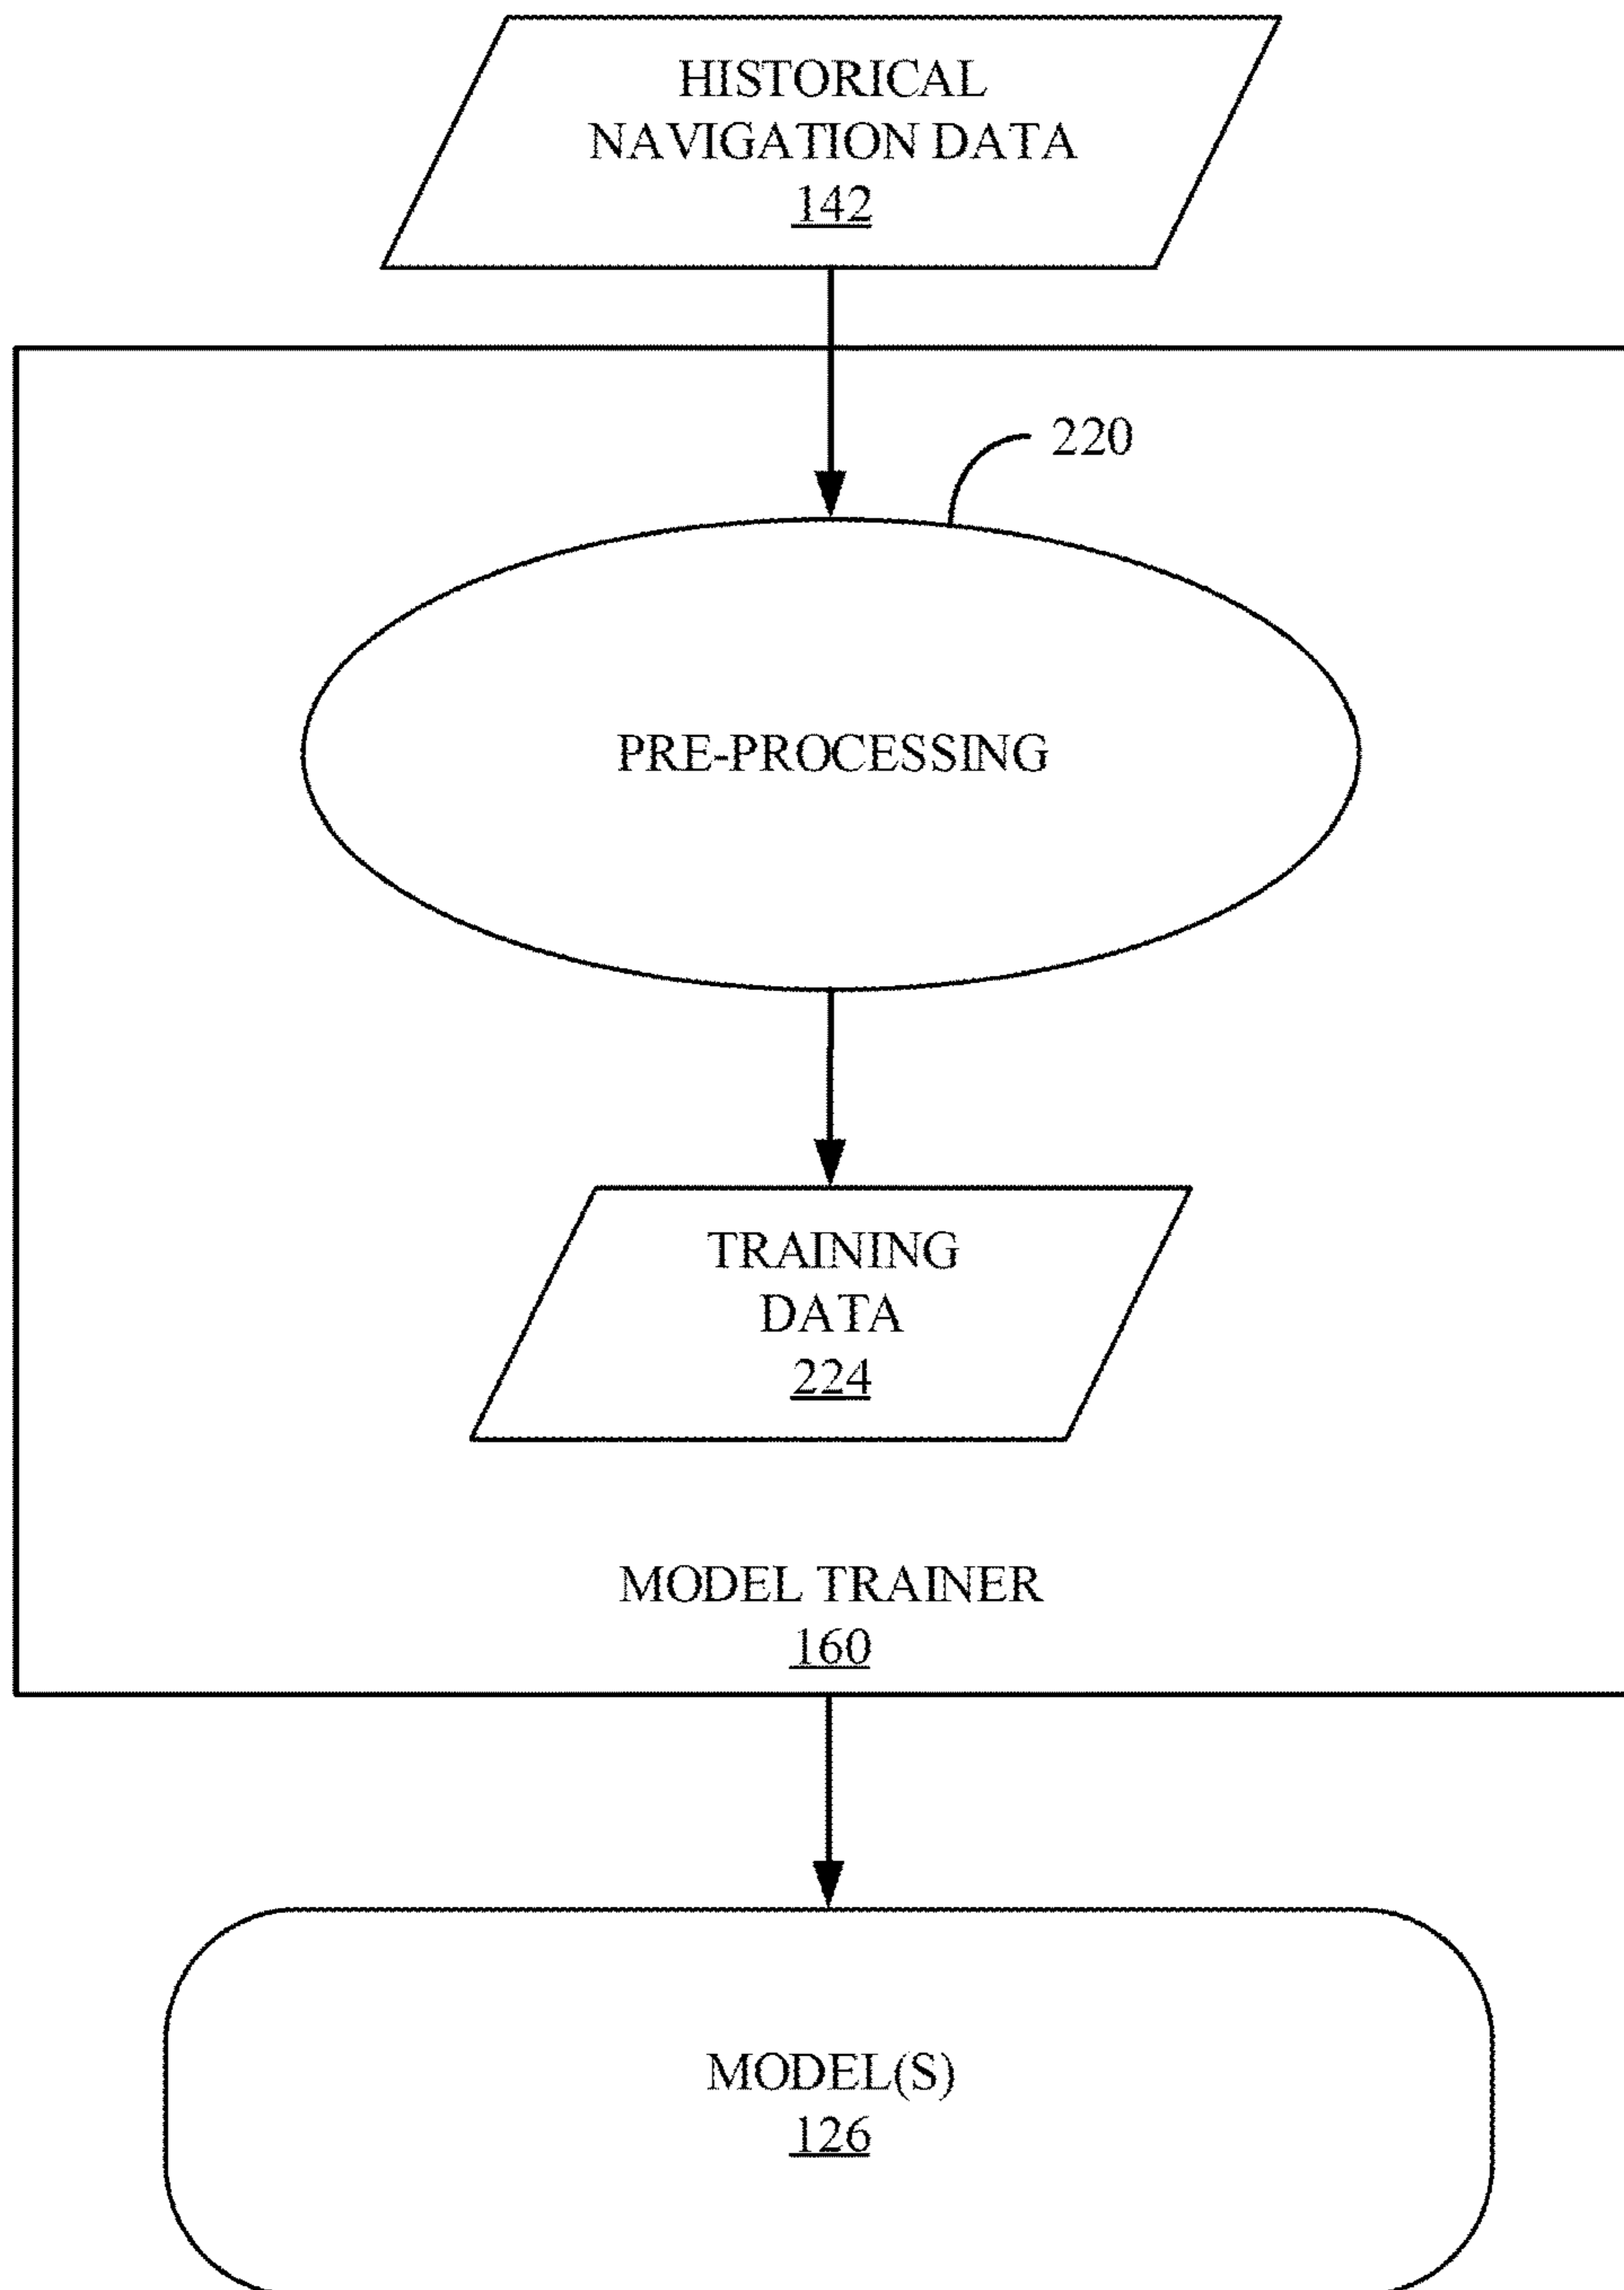 HISTORICAL
NAVIGATION DATA
142
220
PRE-PROCESSING
TRAINING
DATA
224
MODEL TRAINER
160
MODEL(S)
126